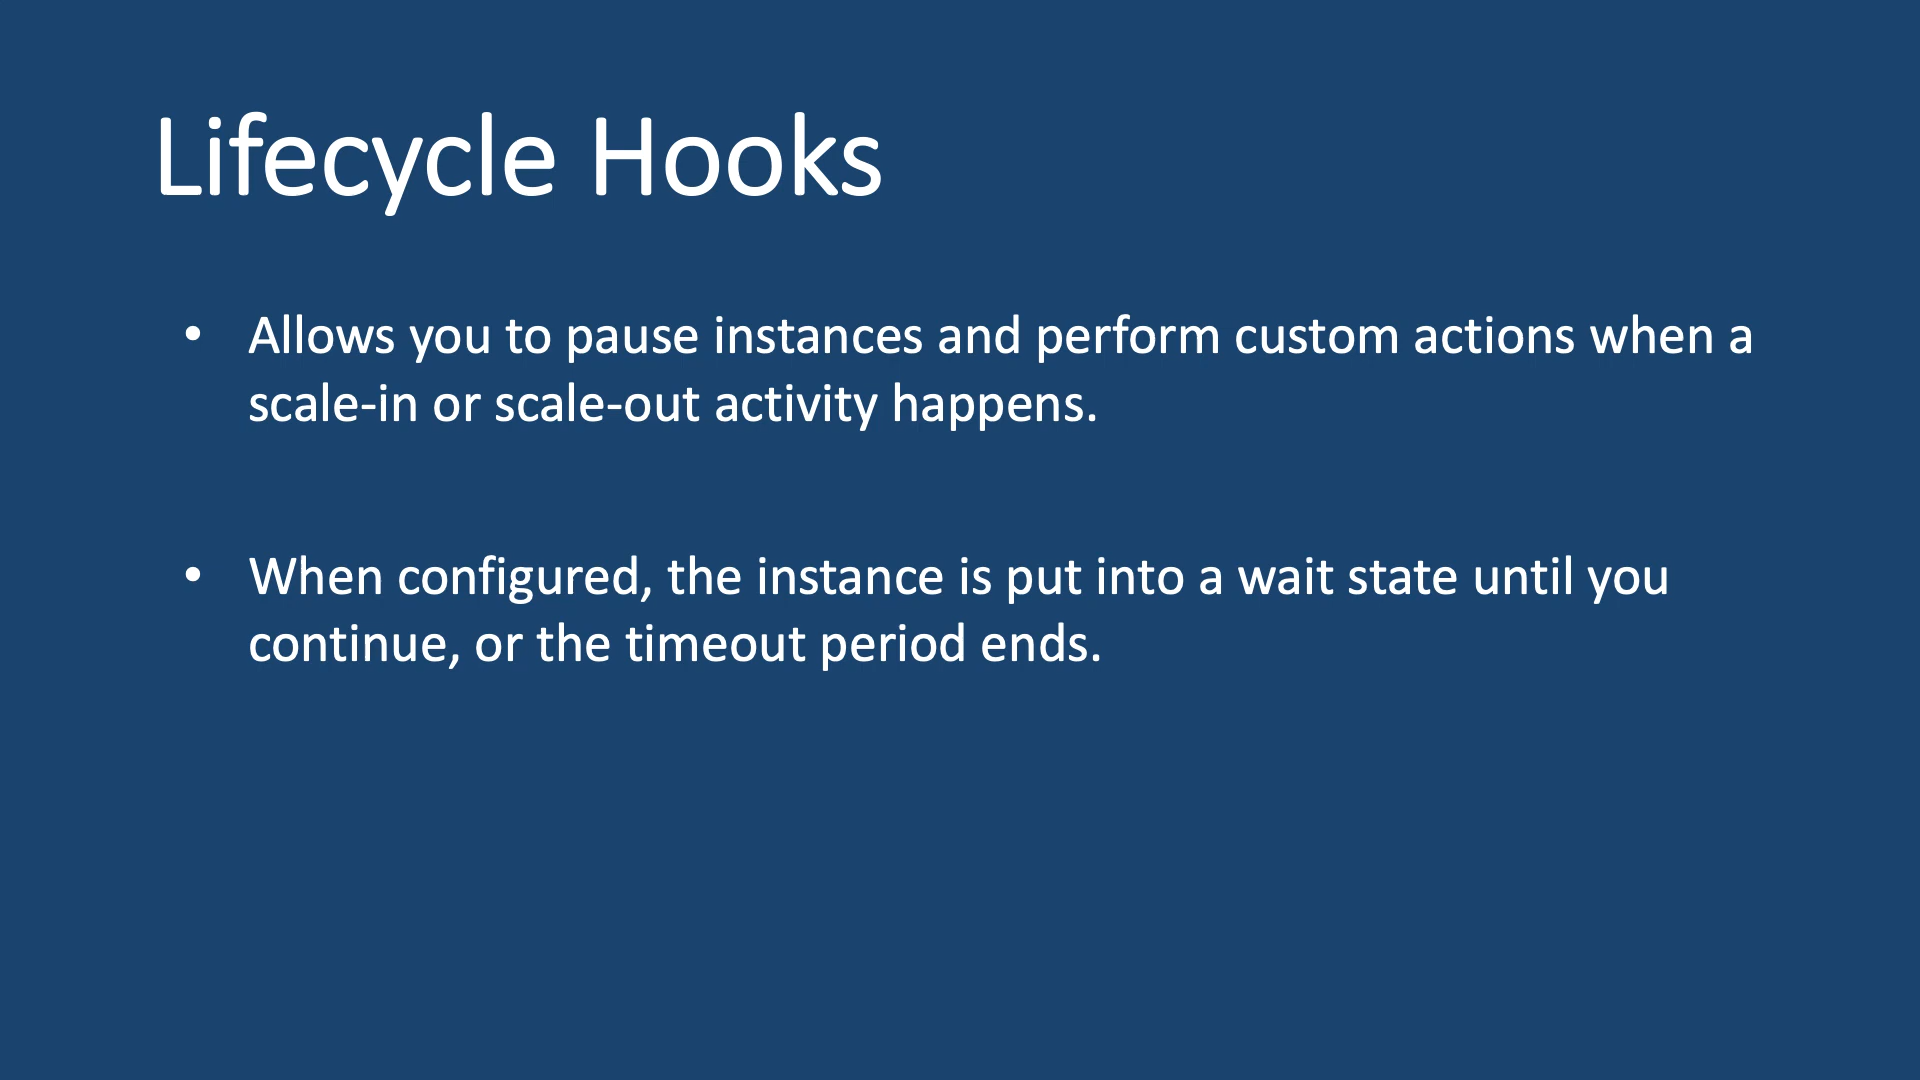 Lifecycle Hooks
• Allows you to pause instances and perform custom actions when a
scale-in or scale-out activity happens.
• When configured, the instance is put into a wait state until you
continue, or the timeout period ends.